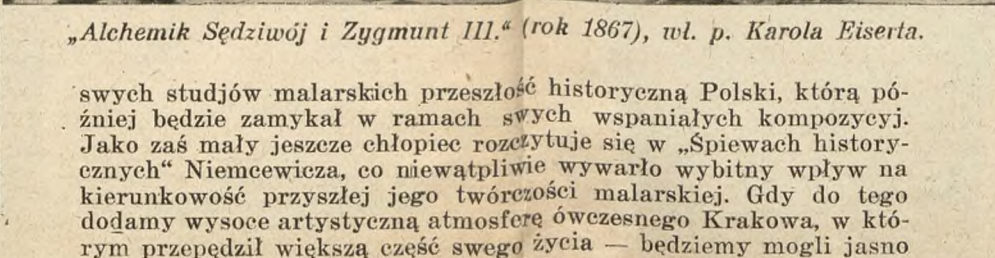 „Alchemik Sędziwój i Zygmunt III.“ (rok 1867), wł. p. Karola Eiserta.
swych studjów malarskich przeszłość historyczną Polski, którą pó-
źniej będzie zamykał w ramach swych wspaniałych kompozycyj.
Jako zaś mały jeszcze chłopiec rozczytuje się w „Śpiewach history-
cznych“ Niemcewicza, co niewątpliwie wywarło wybitny wpływ na
kierunkowość przyszłej jego twórczości malarskiej. Gdy do tego
dodamy wysoce artystyczną atmosferę ówczesnego Krakowa, w któ-
rym przepędził większą część swego życia — będziemy mogli jasno